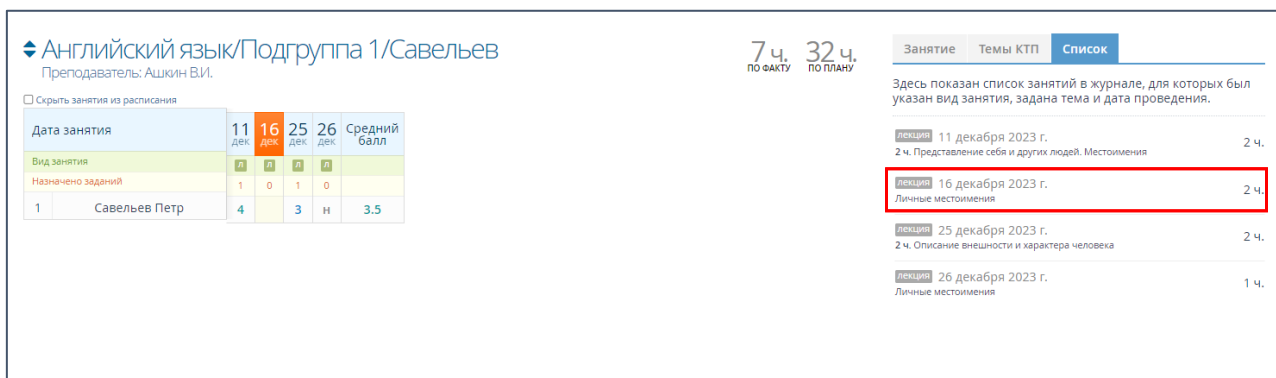 Английский язык/Подгруппа 1/Савельев
Преподаватель: Ашкин В.И.
7 ч. 32 ч.
ПО ФАКТУ ПО ПЛАНУ
Скрыть занятия из расписания
Дата занятия 11 дек 16 дек 25 дек 26 дек Средний балл
Вид занятия Л Л Л Л
Назначено заданий 1 0 1 0
1 Савельев Петр 4 3 Н 3.5
Занятие Темы КТП Список
Здесь показан список занятий в журнале, для которых был
указан вид занятия, задана тема и дата проведения.
лекция 11 декабря 2023 г. 2 ч.
2 ч. Представление себя и других людей. Местоимения
лекция 16 декабря 2023 г. 2 ч.
Личные местоимения
лекция 25 декабря 2023 г. 2 ч.
2 ч. Описание внешности и характера человека
лекция 26 декабря 2023 г. 1 ч.
Личные местоимения